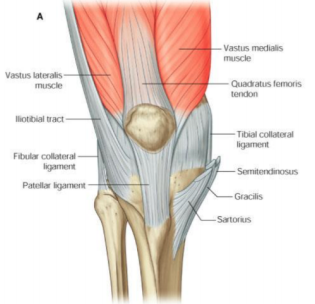 A
Vastus medialis
muscle
Vastus lateralis
muscle
Quadratus femoris
tendon
Iliotibial tract
Tibial collateral
ligament
Fibular collateral
ligament
Semitendinosus
Patellar ligament
Gracilis
Sartorius